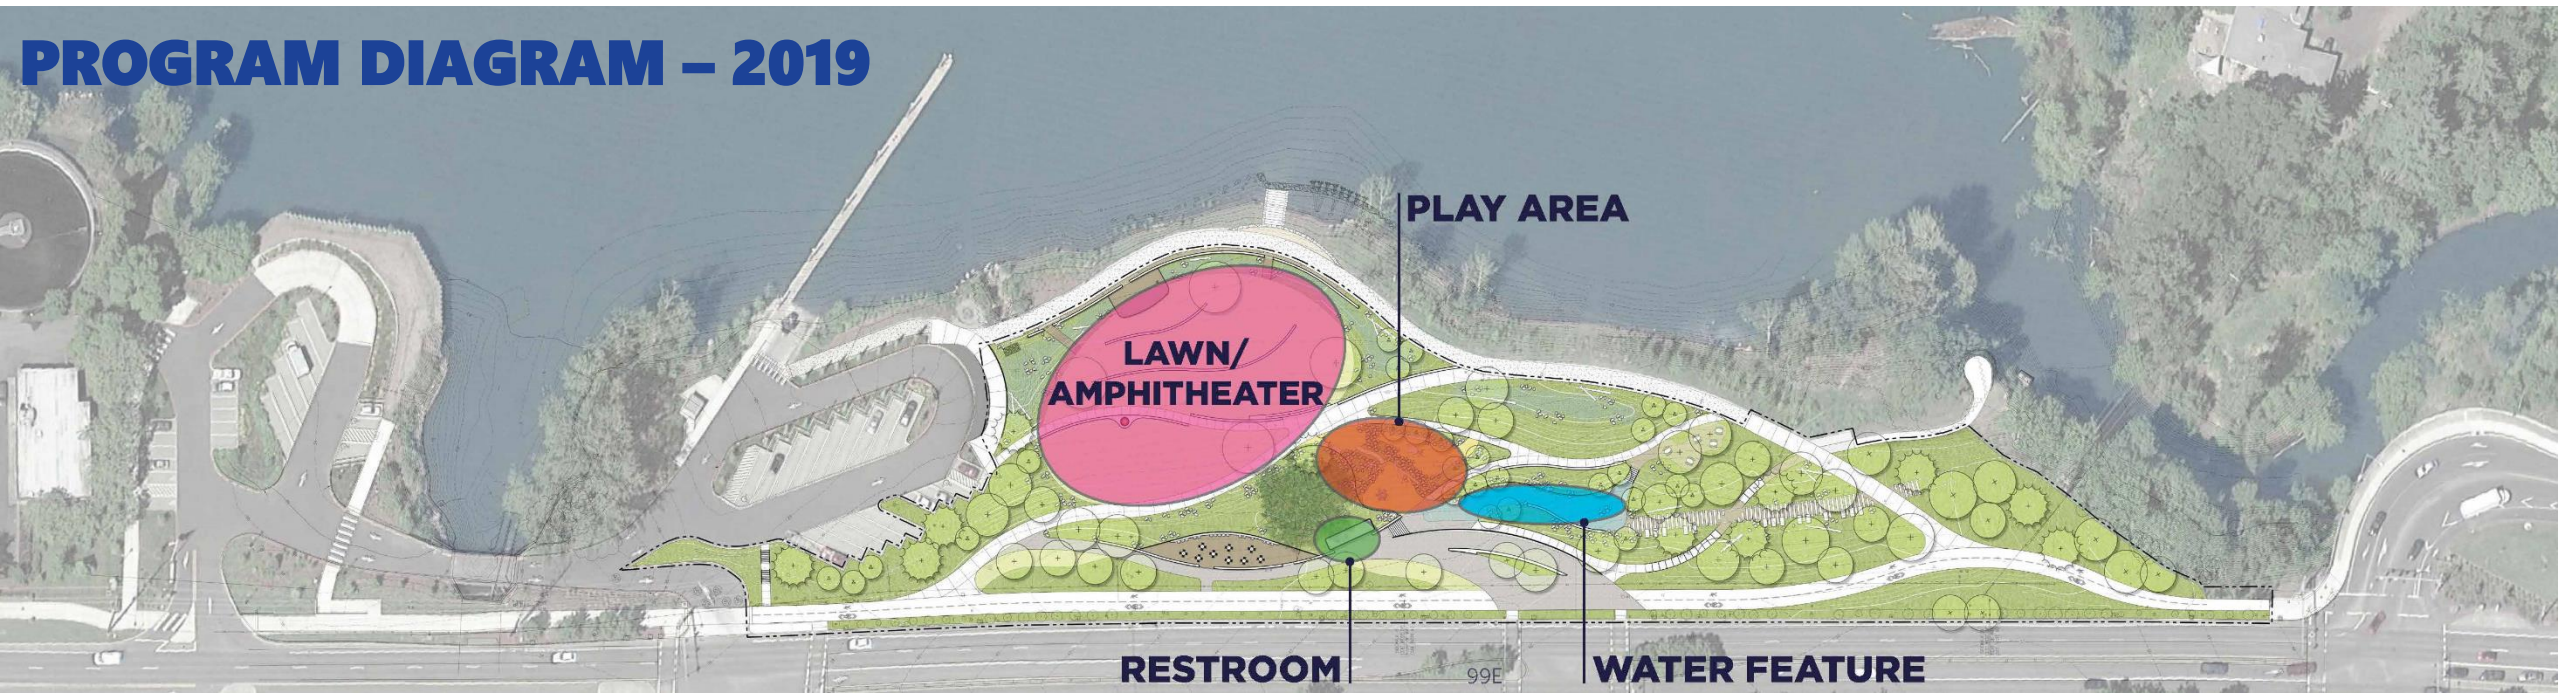 PROGRAM DIAGRAM – 2019
PLAY AREA
LAWN/
AMPHITHEATER
RESTROOM
99E
WATER FEATURE